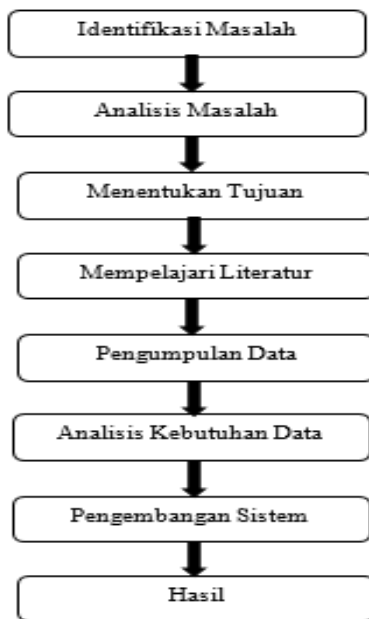 Identifikasi Masalah
Analisis Masalah
Menentukan Tujuan
Mempelajari Literatur
Pengumpulan Data
Analisis Kebutuhan Data
Pengembangan Sistem
Hasil